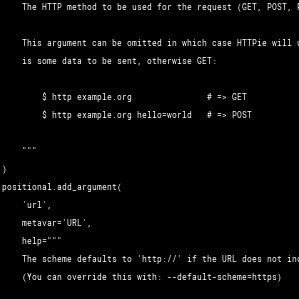 The HTTP method to be used for the request (GET, POST,
This argument can be omitted in which case HTTPie will
is some data to be sent, otherwise GET:
$ http example.org # => GET
$ http example.org hello=world # => POST
"""
)
positional.add_argument(
'url',
metavar='URL',
help="""
The scheme defaults to 'http://' if the URL does not
(You can override this with: --default-scheme=https)